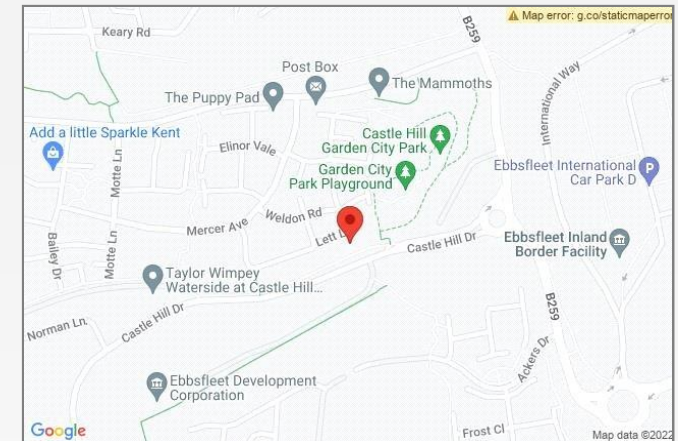 Map error: g.co/staticmaperror
Keary Rd
B259
Post Box
The Mammoths
The Puppy Pad
International Way
Add a little Sparkle Kent
Castle Hill
Garden City Park
Elinor Vale
Motte Ln
Garden City
Park Playground
Ebbsfleet International
Car Park D
Weldon Rd
Mercer Ave
Lett
Castle Hill Dr
Ebbsfleet Inland
Border Facility
Bailey Dr
Motte Ln
Taylor Wimpey
Waterside at Castle Hill...
B259
Castle Hill Dr
Norman Ln
Ackers Dr
Ebbsfleet Development
Corporation
Google
Frost Cl
Map data ©2022